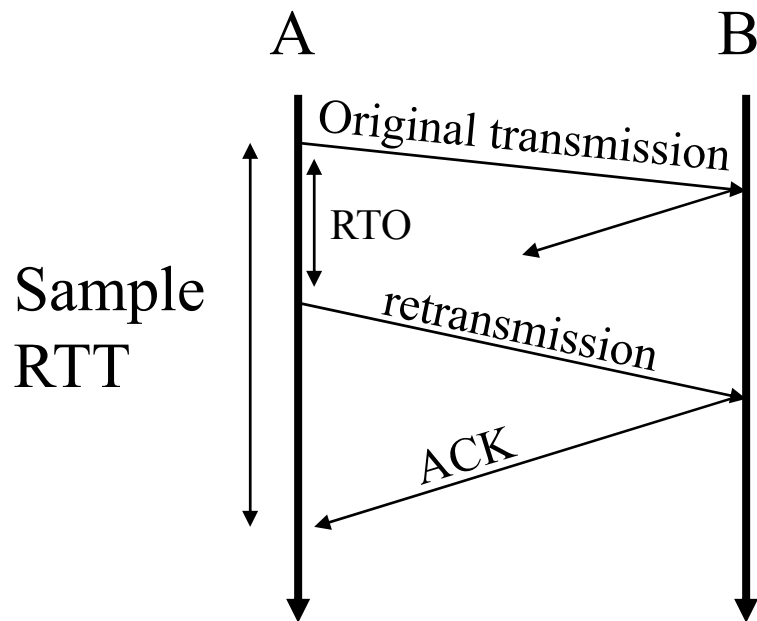 A
B
Original transmission
RTO
Sample
RTT
retransmission
ACK